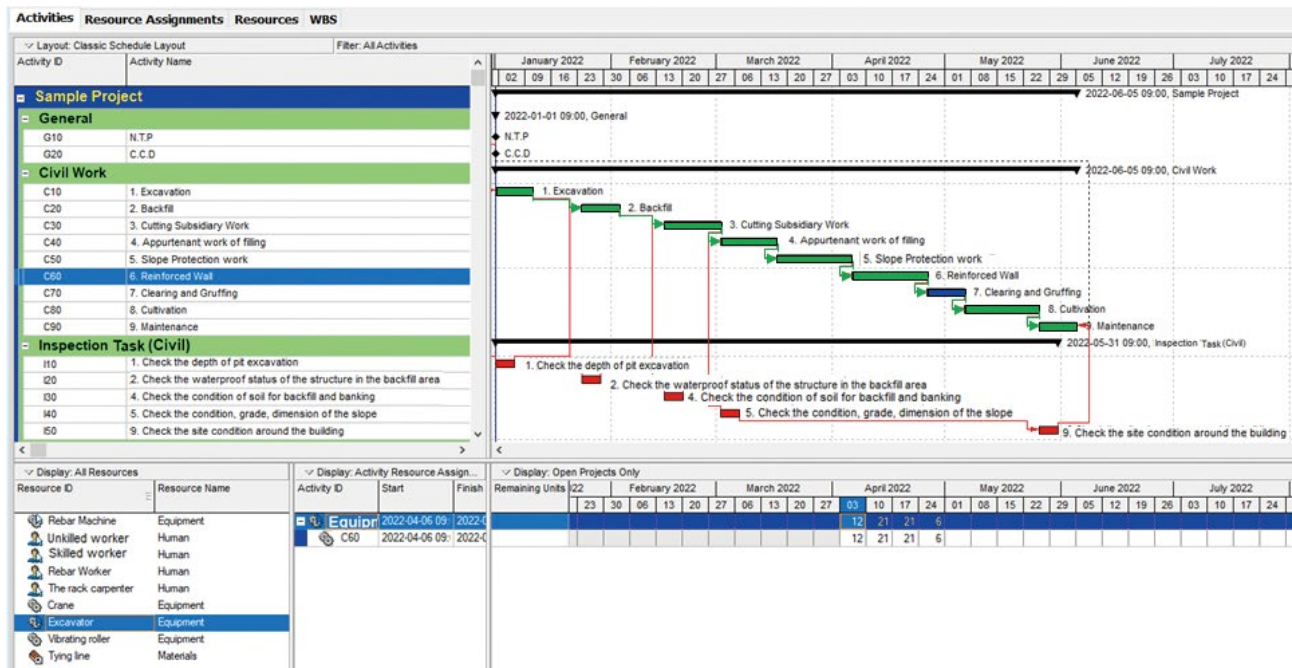 Activities Resource Assignments Resources WBS
Layout: Classic Schedule Layout Filter: All Activities
Activity ID Activity Name
January 2022 February 2022 March 2022 April 2022 May 2022 June 2022 July 2022
02 09 16 23 30 06 13 20 27 06 13 20 27 03 10 17 24 01 08 15 22 29 05 12 19 26 03 10 17 24
Sample Project 2022-06-05 09:00, Sample Project
General 2022-01-01 09:00, General
G10 N.T.P N.T.P
G20 C.C.D C.C.D
Civil Work 2022-06-05 09:00, Civil Work
C10 1. Excavation 1. Excavation
C20 2. Backfill 2. Backfill
C30 3. Cutting Subsidiary Work 3. Cutting Subsidiary Work
C40 4. Appurtenant work of filling 4. Appurtenant work of filling
C50 5. Slope Protection work 5. Slope Protection work
C60 6. Reinforced Wall 6. Reinforced Wall
C70 7. Clearing and Gruffing 7. Clearing and Gruffing
C80 8. Cultivation 8. Cultivation
C90 9. Maintenance 9. Maintenance
Inspection Task (Civil) 2022-05-31 09:00, Inspection Task (Civil)
I10 1. Check the depth of pit excavation 1. Check the depth of pit excavation
I20 2. Check the waterproof status of the structure in the backfill area 2. Check the waterproof status of the structure in the backfill area
I30 4. Check the condition of soil for backfill and banking 4. Check the condition of soil for backfill and banking
I40 5. Check the condition, grade, dimension of the slope 5. Check the condition, grade, dimension of the slope
I50 9. Check the site condition around the building 9. Check the site condition around the building
Display: All Resources Display: Activity Resource Assign... Display: Open Projects Only
Resource ID Resource Name Activity ID Start Finish Remaining Units 22 February 2022 March 2022 April 2022 May 2022 June 2022 July 2022
23 30 06 13 20 27 06 13 20 27 03 10 17 24 01 08 15 22 29 05 12 19 26 03 10 17 24
Rebar Machine Equipment Equipr 2022-04-06 09: 2022-0 12 21 21 6
Unkilled worker Human C60 2022-04-06 09: 2022-0 12 21 21 6
Skilled worker Human
Rebar Worker Human
The rack carpenter Human
Crane Equipment
Excavator Equipment
Vibrating roller Equipment
Tying line Materials